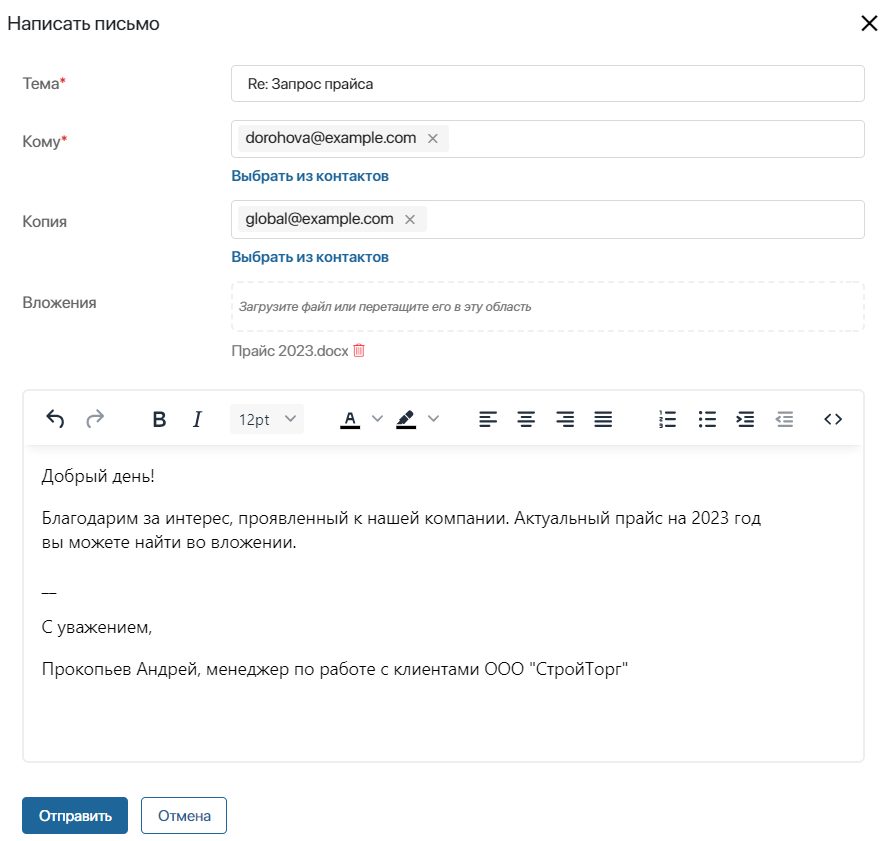 Написать письмо
Тема*
Re: Запрос прайса
Кому*
dorohova@example.com
Выбрать из контактов
Копия
global@example.com
Выбрать из контактов
Вложения
Загрузите файл или перетащите его в эту область
Прайс 2023.docx
B I 12pt A
Добрый день!
Благодарим за интерес, проявленный к нашей компании. Актуальный прайс на 2023 год
вы можете найти во вложении.
__
С уважением,
Прокопьев Андрей, менеджер по работе с клиентами ООО "СтройТорг"
Отправить Отмена